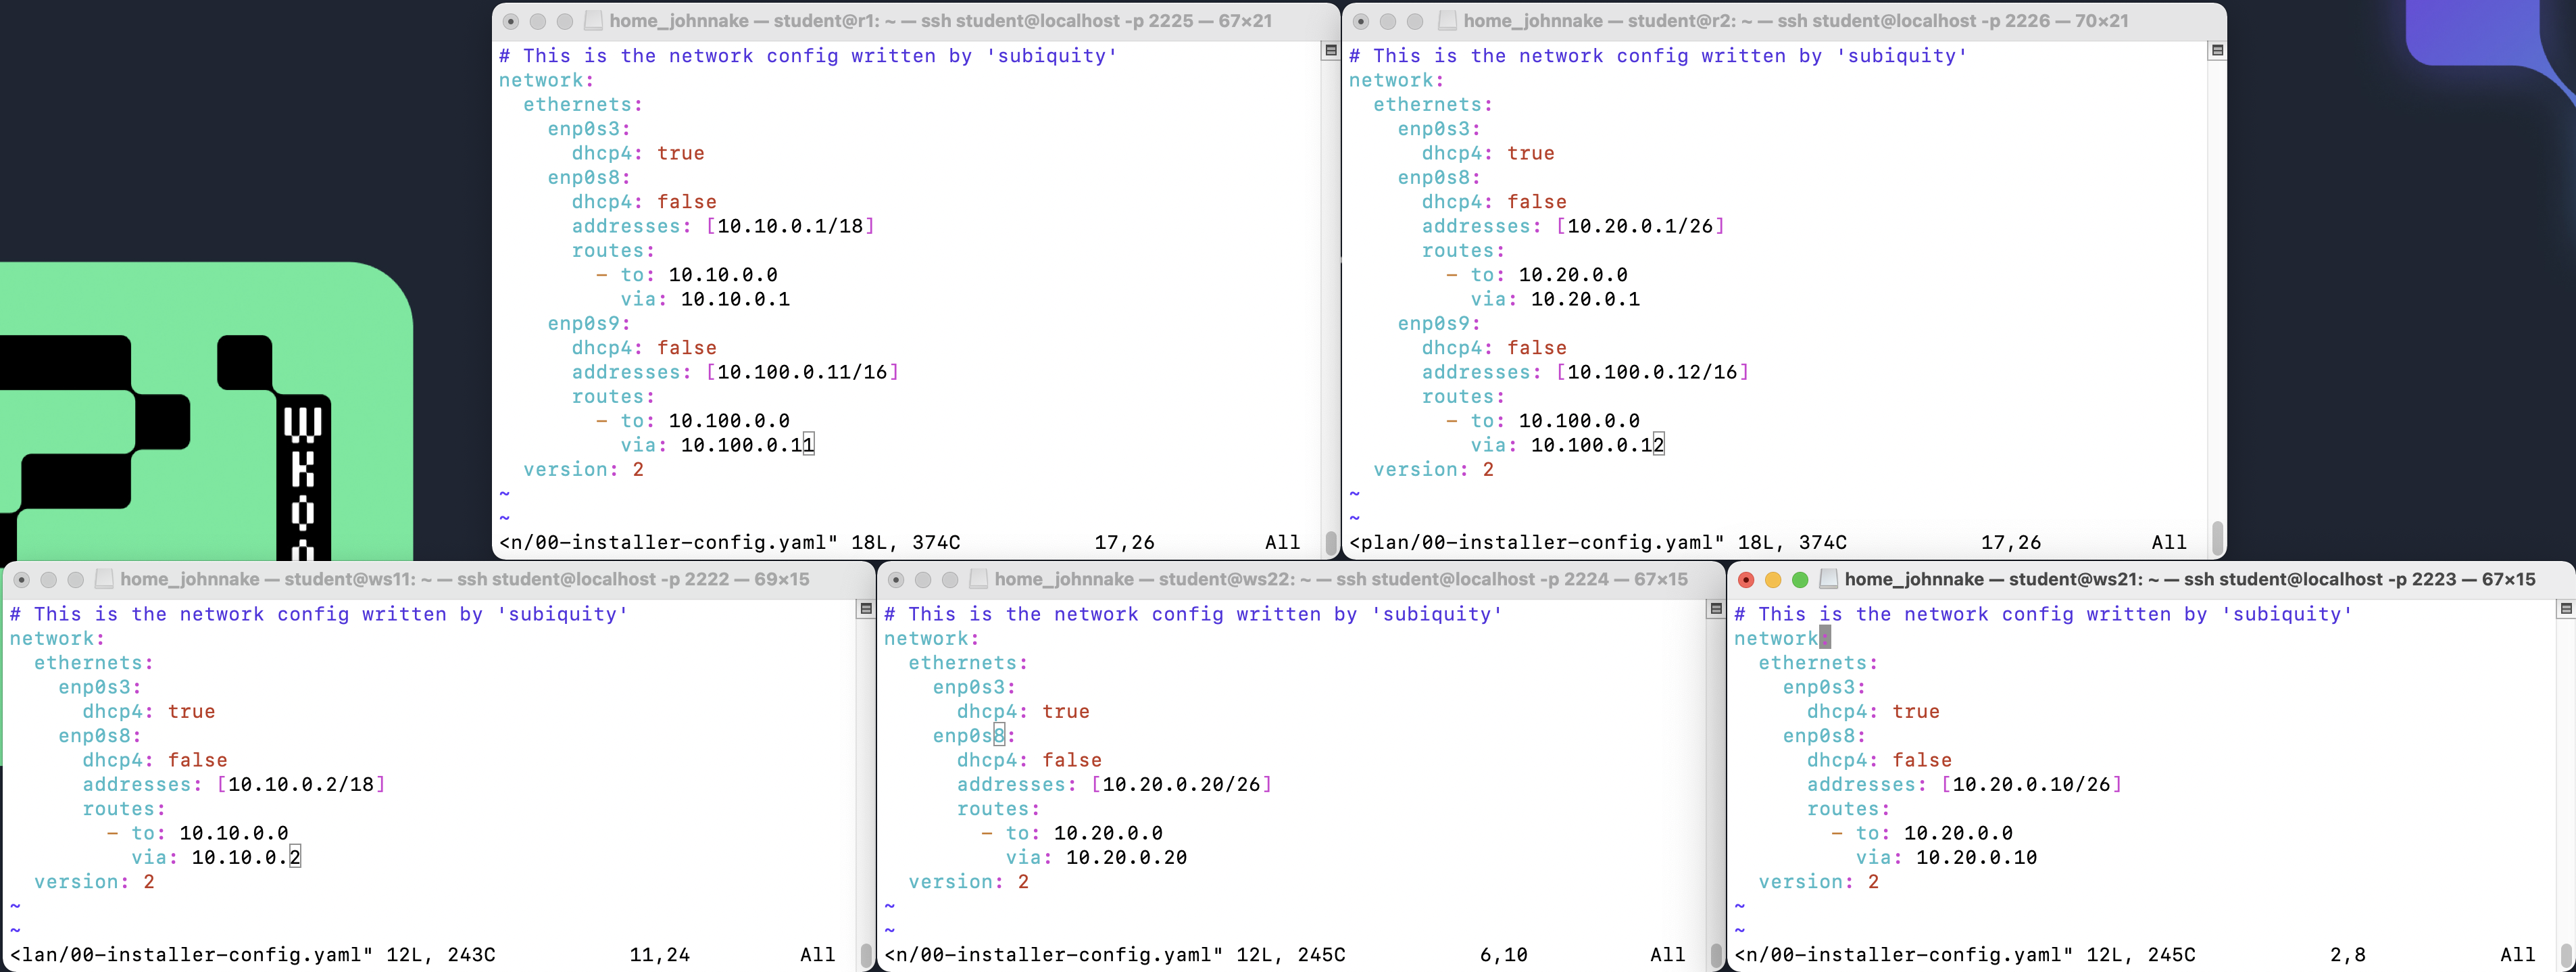 home_johnnake — student@r1: ~ — ssh student@localhost -p 2225 — 67×21
# This is the network config written by 'subiquity'
network:
  ethernets:
    enp0s3:
      dhcp4: true
    enp0s8:
      dhcp4: false
      addresses: [10.10.0.1/18]
      routes:
        - to: 10.10.0.0
          via: 10.10.0.1
    enp0s9:
      dhcp4: false
      addresses: [10.100.0.11/16]
      routes:
        - to: 10.100.0.0
          via: 10.100.0.11
  version: 2
~
~
<n/00-installer-config.yaml" 18L, 374C 17,26 All
home_johnnake — student@r2: ~ — ssh student@localhost -p 2226 — 70×21
# This is the network config written by 'subiquity'
network:
  ethernets:
    enp0s3:
      dhcp4: true
    enp0s8:
      dhcp4: false
      addresses: [10.20.0.1/26]
      routes:
        - to: 10.20.0.0
          via: 10.20.0.1
    enp0s9:
      dhcp4: false
      addresses: [10.100.0.12/16]
      routes:
        - to: 10.100.0.0
          via: 10.100.0.12
  version: 2
~
~
<plan/00-installer-config.yaml" 18L, 374C 17,26 All
home_johnnake — student@ws11: ~ — ssh student@localhost -p 2222 — 69×15
# This is the network config written by 'subiquity'
network:
  ethernets:
    enp0s3:
      dhcp4: true
    enp0s8:
      dhcp4: false
      addresses: [10.10.0.2/18]
      routes:
        - to: 10.10.0.0
          via: 10.10.0.2
  version: 2
~
~
<lan/00-installer-config.yaml" 12L, 243C 11,24 All
home_johnnake — student@ws22: ~ — ssh student@localhost -p 2224 — 67×15
# This is the network config written by 'subiquity'
network:
  ethernets:
    enp0s3:
      dhcp4: true
    enp0s8:
      dhcp4: false
      addresses: [10.20.0.20/26]
      routes:
        - to: 10.20.0.0
          via: 10.20.0.20
  version: 2
~
~
<n/00-installer-config.yaml" 12L, 245C 6,10 All
home_johnnake — student@ws21: ~ — ssh student@localhost -p 2223 — 67×15
# This is the network config written by 'subiquity'
network:
  ethernets:
    enp0s3:
      dhcp4: true
    enp0s8:
      dhcp4: false
      addresses: [10.20.0.10/26]
      routes:
        - to: 10.20.0.0
          via: 10.20.0.10
  version: 2
~
~
<n/00-installer-config.yaml" 12L, 245C 2,8 All